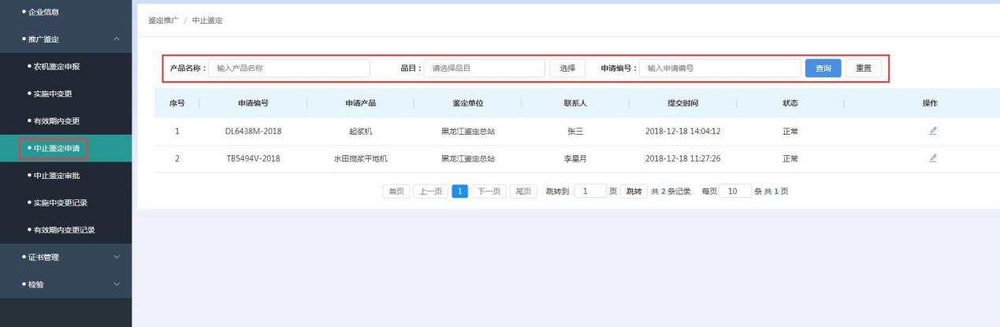 企业信息
推广鉴定
农机鉴定申报
实施中变更
有效期内变更
中止鉴定申请
中止鉴定审批
实施中变更记录
有效期内变更记录
证书管理
检验
鉴定推广 / 中止鉴定
产品名称： 输入产品名称 品目： 请选择品目 选择 申请编号： 输入申请编号 查询 重置
序号 申请编号 申请产品 鉴定单位 联系人 提交时间 状态 操作
1 DL6438M-2018 起浆机 黑龙江鉴定总站 张三 2018-12-18 14:04:12 正常
2 TB5494V-2018 水田搅浆平地机 黑龙江鉴定总站 李星月 2018-12-18 11:27:26 正常
首页 上一页 1 下一页 尾页 跳转到 1 页 跳转 共 2 条记录 每页 10 条 共 1 页